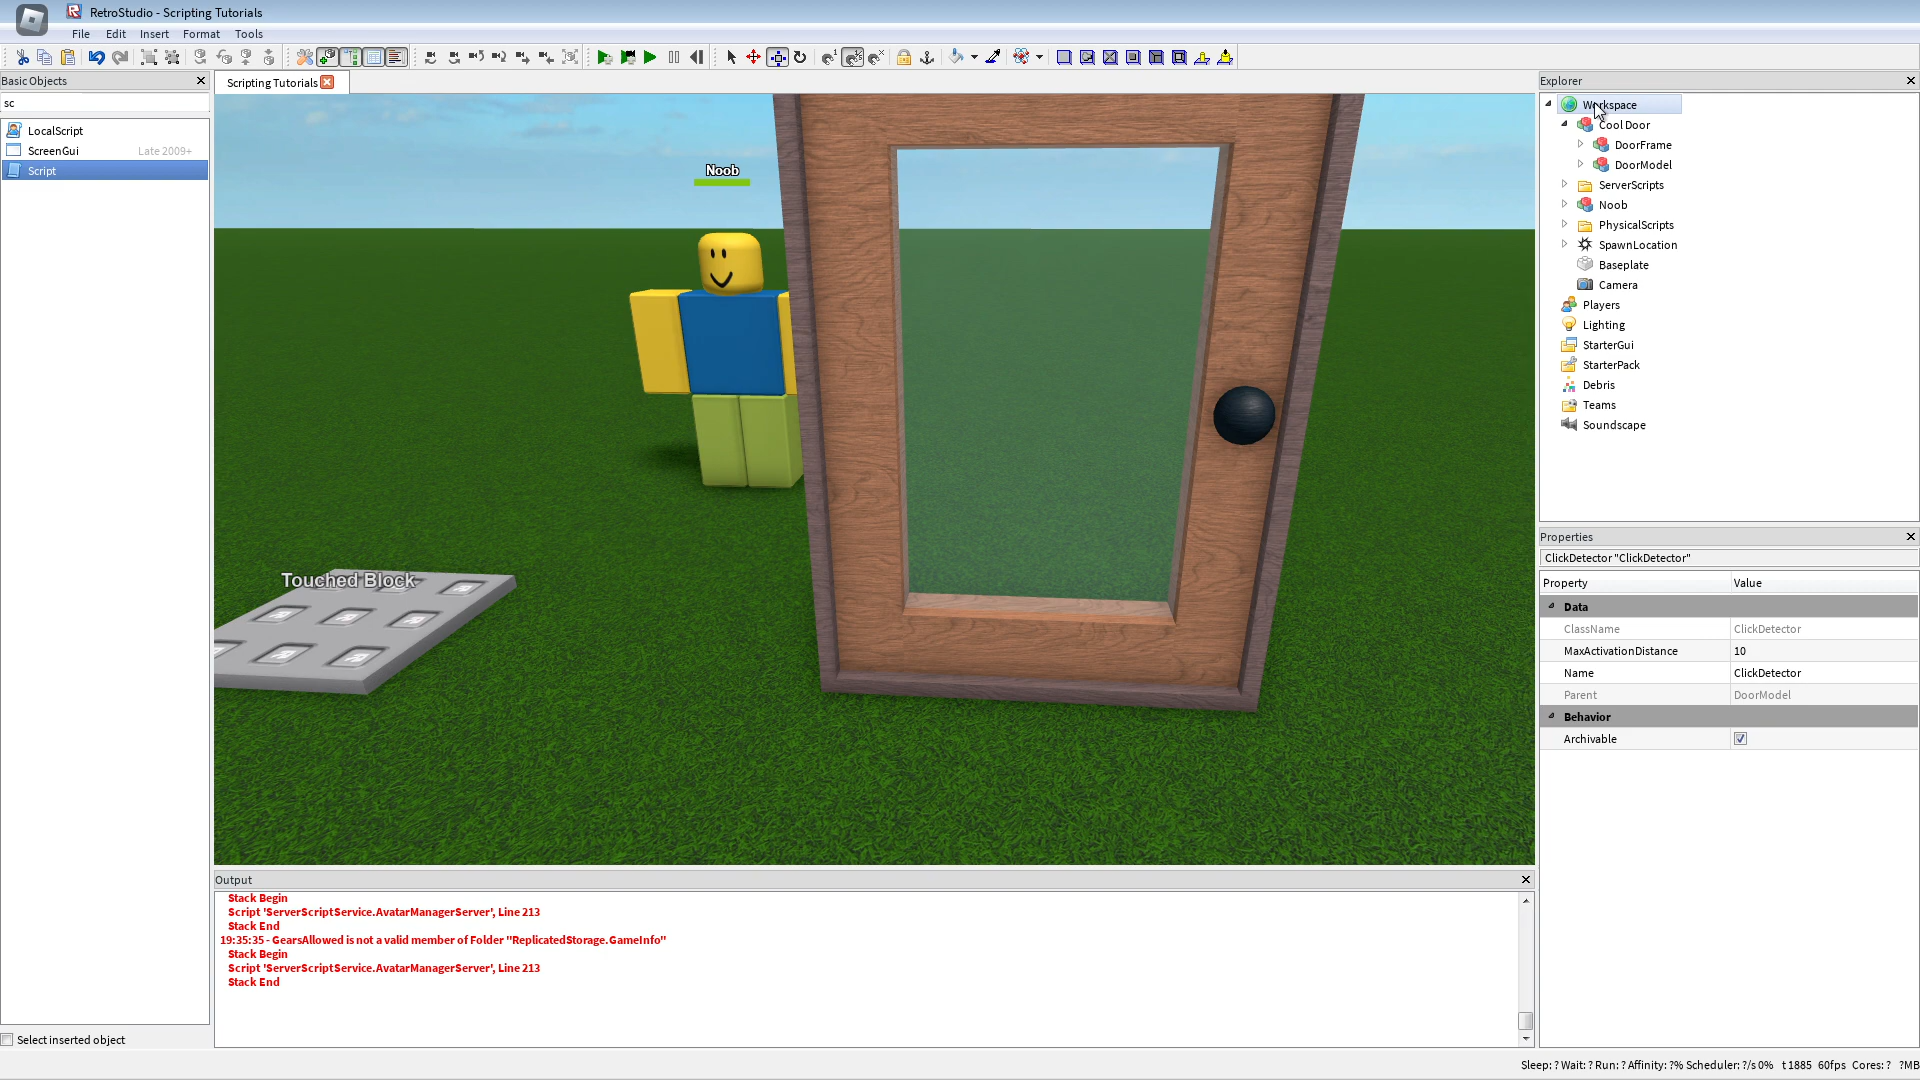 RetroStudio - Scripting Tutorials
File Edit Insert Format Tools
Basic Objects
sc
LocalScript
ScreenGui Late 2009+
Script
Select inserted object
Scripting Tutorials
Noob
Touched Block
Output
Stack Begin
Script 'ServerScriptService.AvatarManagerServer', Line 213
Stack End
19:35:35 - GearsAllowed is not a valid member of Folder "ReplicatedStorage.GameInfo"
Stack Begin
Script 'ServerScriptService.AvatarManagerServer', Line 213
Stack End
Explorer
Workspace
Cool Door
DoorFrame
DoorModel
ServerScripts
Noob
PhysicalScripts
SpawnLocation
Baseplate
Camera
Players
Lighting
StarterGui
StarterPack
Debris
Teams
Soundscape
Properties
ClickDetector "ClickDetector"
Property Value
Data
ClassName ClickDetector
MaxActivationDistance 10
Name ClickDetector
Parent DoorModel
Behavior
Archivable
Sleep: ? Wait: ? Run: ? Affinity: ?% Scheduler: ?/s 0% t 1885 60fps Cores: ? ?MB